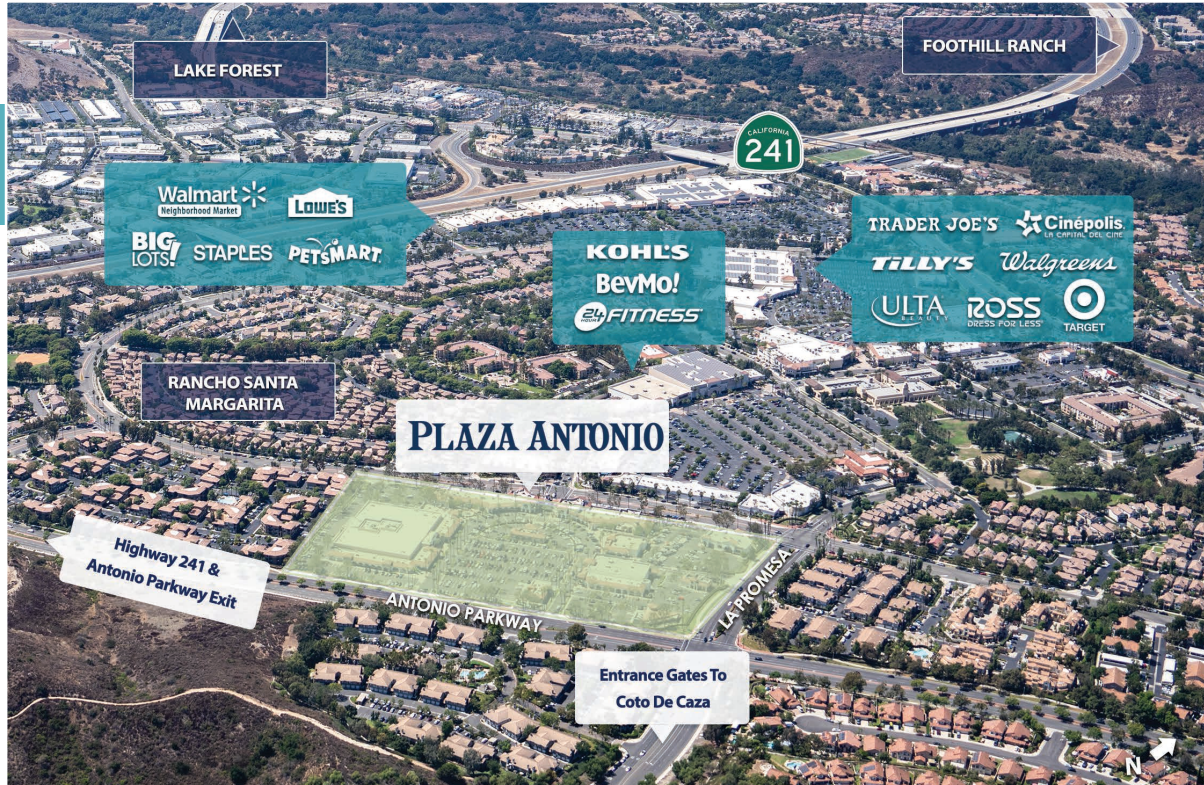 LAKE FOREST
FOOTHILL RANCH
CALIFORNIA
241
Walmart
Neighborhood Market
LOWE'S
BIG
LOTS!
STAPLES
PETSMART
KOHL'S
BevMo!
24
HOUR
FITNESS
TRADER JOE'S
Cinépolis
LA CAPITAL DEL CINE
TILLY'S
Walgreens
ULTA
BEAUTY
ROSS
DRESS FOR LESS
TARGET
RANCHO SANTA
MARGARITA
PLAZA ANTONIO
Highway 241 &
Antonio Parkway Exit
ANTONIO PARKWAY
LA PROMESA
Entrance Gates To
Coto De Caza
N